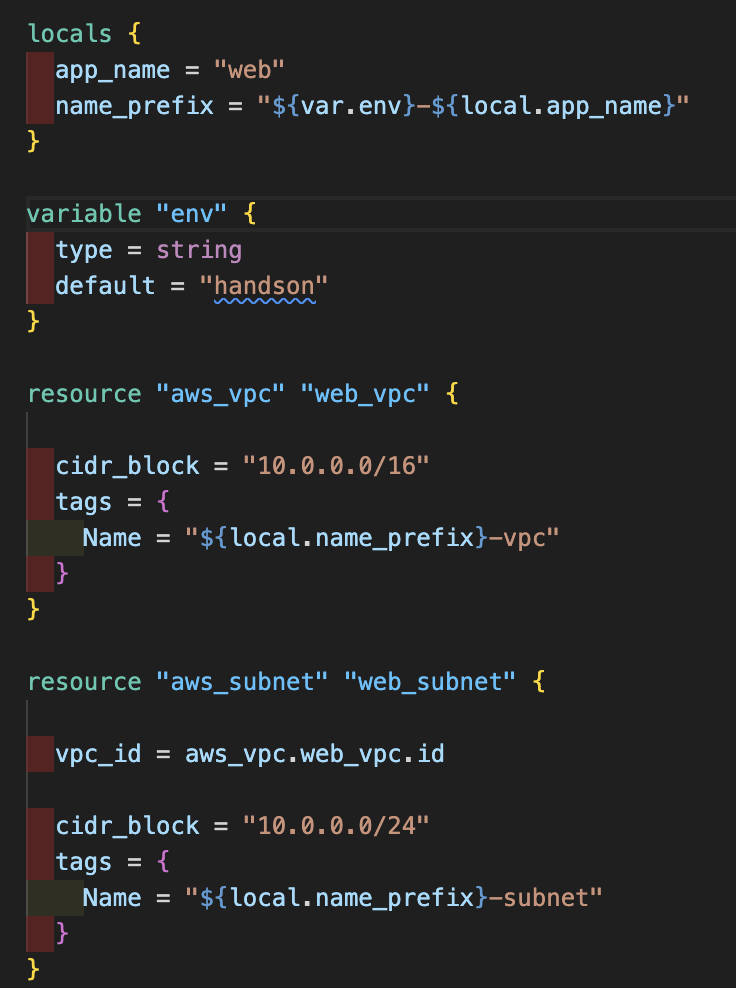 locals {
app_name = "web"
name_prefix = "${var.env}-${local.app_name}"
}
variable "env" {
type = string
default = "handson"
}
resource "aws_vpc" "web_vpc" {
cidr_block = "10.0.0.0/16"
tags = {
Name = "${local.name_prefix}-vpc"
}
}
resource "aws_subnet" "web_subnet" {
vpc_id = aws_vpc.web_vpc.id
cidr_block = "10.0.0.0/24"
tags = {
Name = "${local.name_prefix}-subnet"
}
}